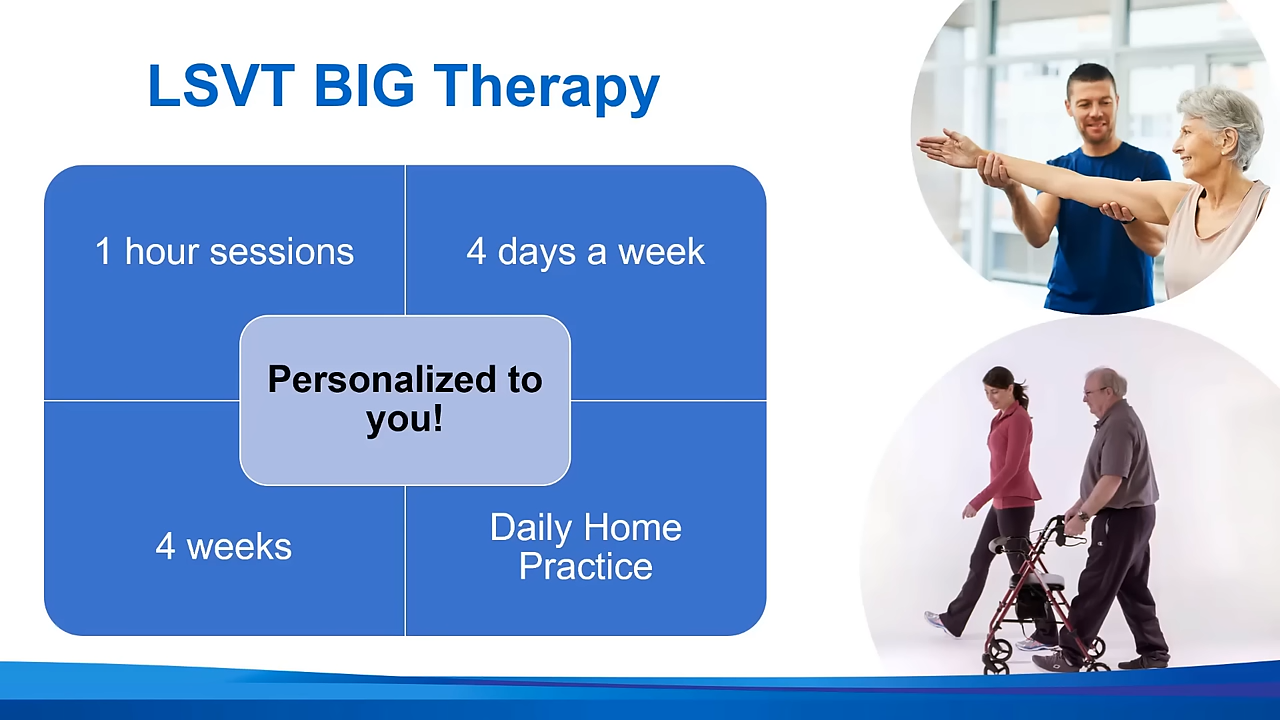 LSVT BIG Therapy
1 hour sessions
4 days a week
Personalized to
you!
4 weeks
Daily Home
Practice